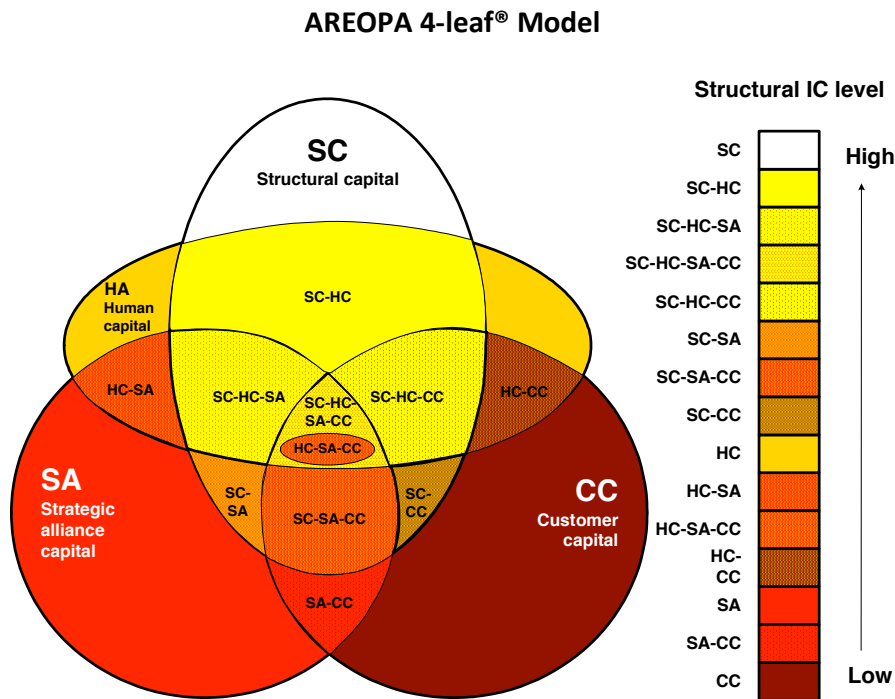 AREOPA 4-leaf® Model
SC
Structural capital
HA
Human
capital
SC-HC
HC-SA
SC-HC-SA
SC-HC-CC
HC-CC
SC-HC-
SA-CC
HC-SA-CC
SA
Strategic
alliance
capital
SC-
SA
SC-SA-CC
SC-
CC
CC
Customer
capital
SA-CC
Structural IC level
SC
SC-HC
SC-HC-SA
SC-HC-SA-CC
SC-HC-CC
SC-SA
SC-SA-CC
SC-CC
HC
HC-SA
HC-SA-CC
HC-
CC
SA
SA-CC
CC
High
Low